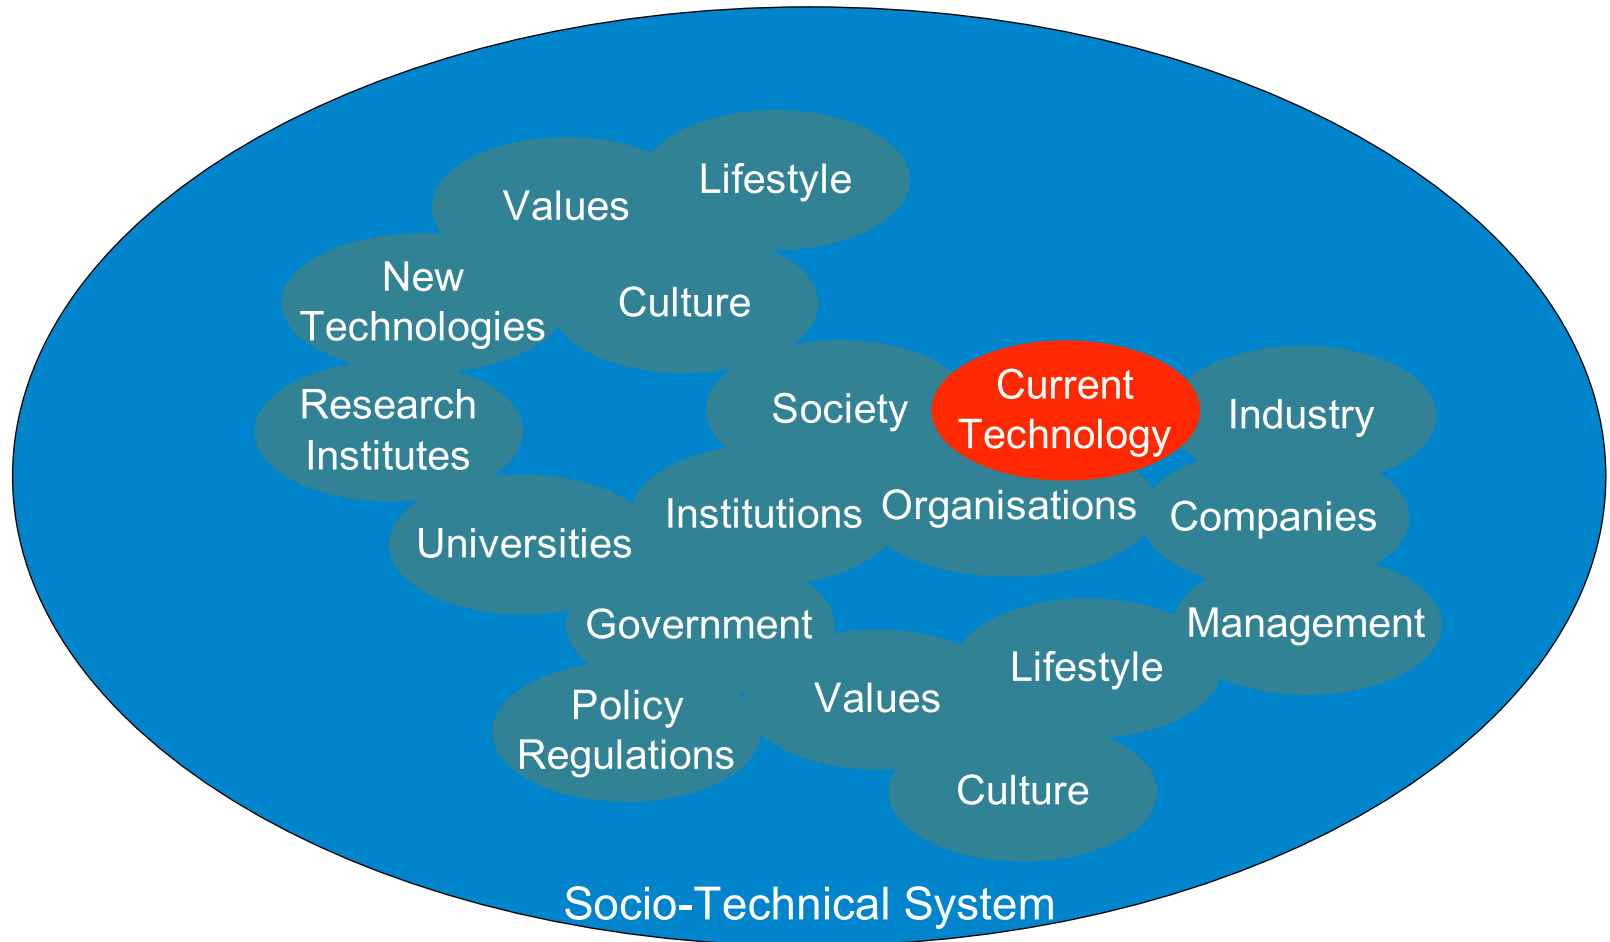 Lifestyle
Values
New
Technologies
Culture
Research
Institutes
Society
Current
Technology
Industry
Universities
Institutions
Organisations
Companies
Government
Management
Lifestyle
Policy
Regulations
Values
Culture
Socio-Technical System